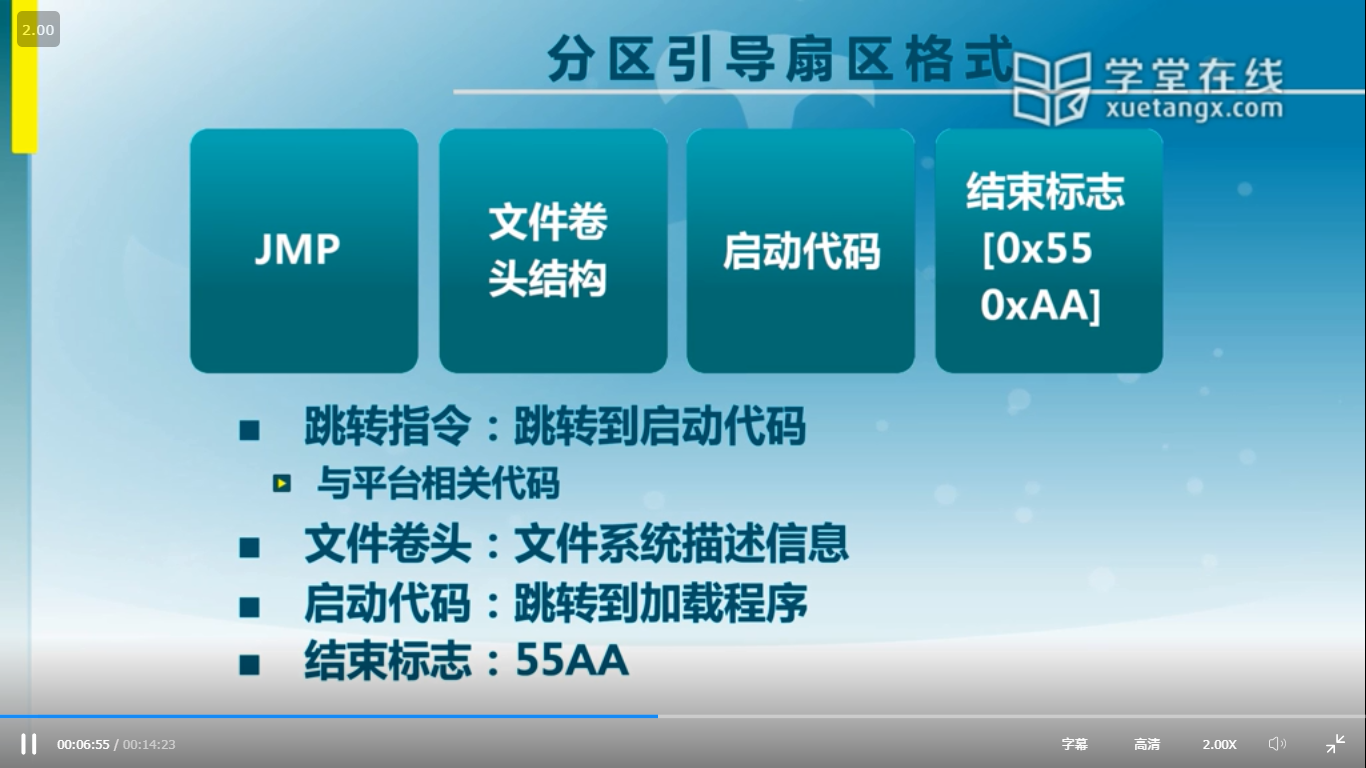 2.00
分区引导扇区格式
学堂在线
xuetangx.com
JMP
文件卷
头结构
启动代码
结束标志
[0x55
0xAA]
跳转指令：跳转到启动代码
与平台相关代码
文件卷头：文件系统描述信息
启动代码：跳转到加载程序
结束标志：55AA
00:06:55 / 00:14:23
字幕
高清
2.00X